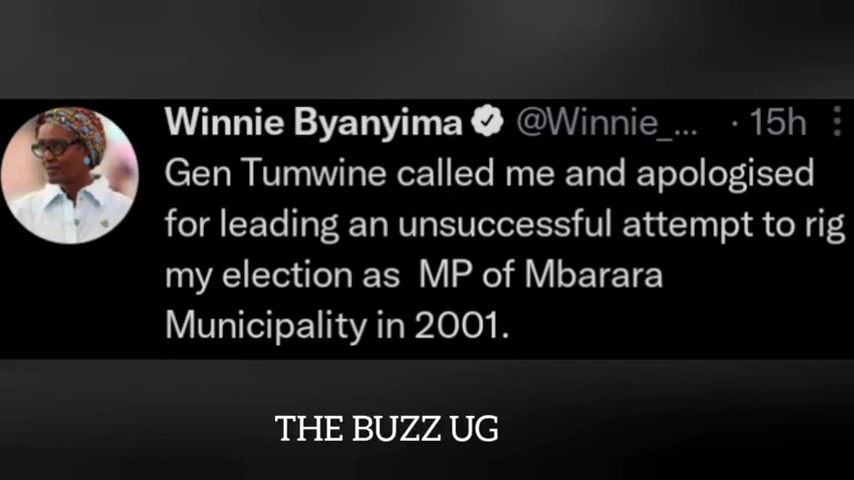 Winnie Byanyima @Winnie_... · 15h
Gen Tumwine called me and apologised
for leading an unsuccessful attempt to rig
my election as MP of Mbarara
Municipality in 2001.
THE BUZZ UG